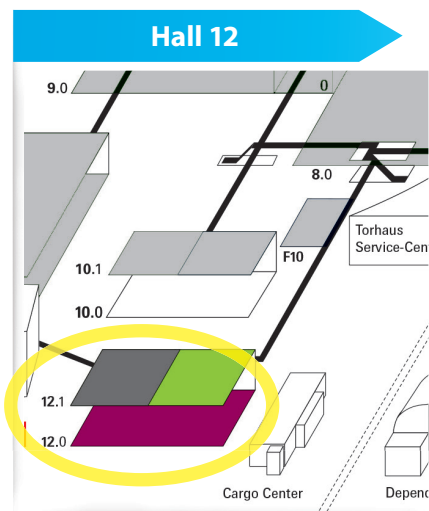 Hall 12
9.0
0
8.0
Torhaus
Service-Cen
F10
10.1
10.0
12.1
12.0
Cargo Center
Depend